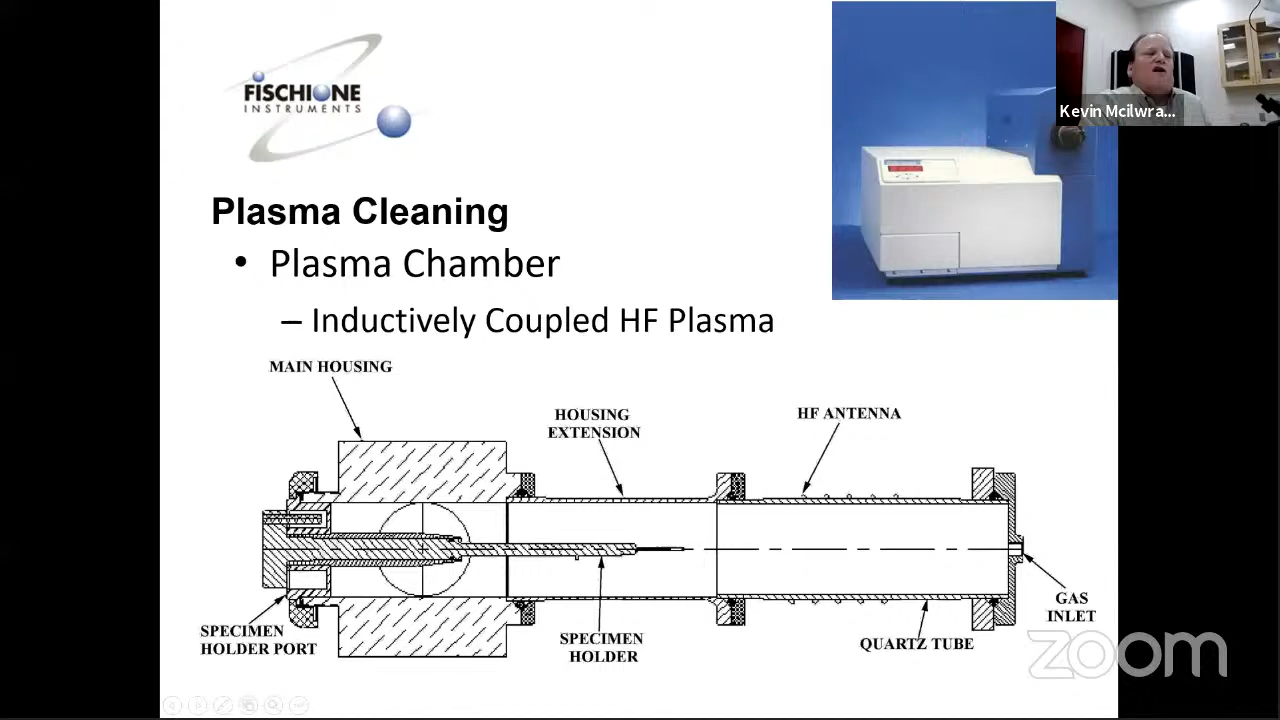 FISCHIONE
INSTRUMENTS
Kevin Mcilwra...
Plasma Cleaning
• Plasma Chamber
– Inductively Coupled HF Plasma
MAIN HOUSING
HOUSING
EXTENSION
HF ANTENNA
SPECIMEN
HOLDER PORT
SPECIMEN
HOLDER
QUARTZ TUBE
GAS
INLET
zoom